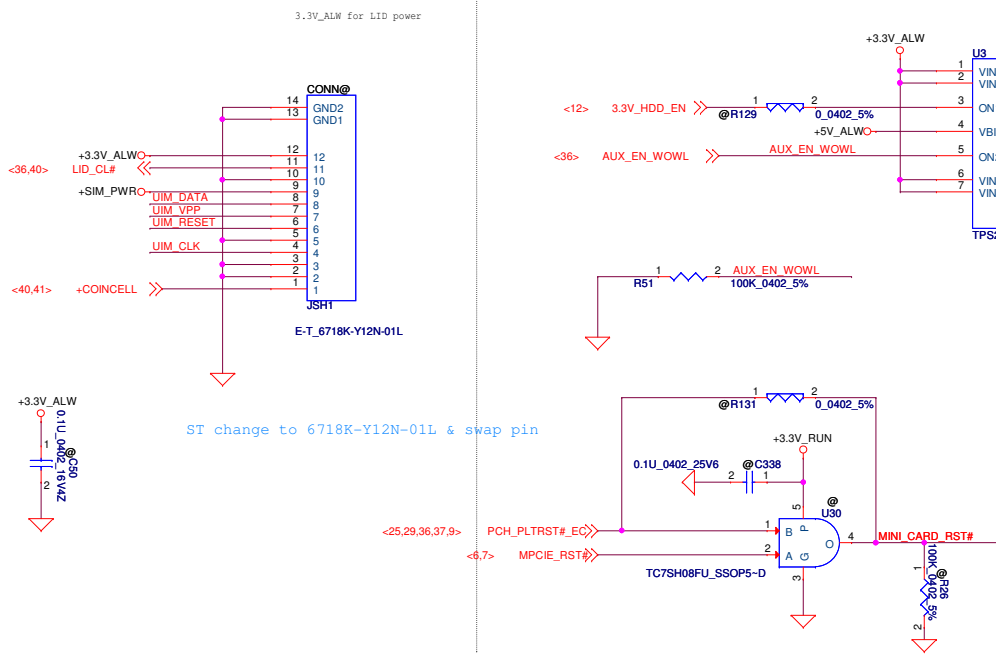 3.3V_ALW for LID power
CONN@
14 GND2
13 GND1
+3.3V_ALW 12 12
<36,40> LID_CL# 11 11
10 10
+SIM_PWR 9 9
UIM_DATA 8 8
UIM_VPP 7 7
UIM_RESET 6 6
5 5
UIM_CLK 4 4
3 3
2 2
<40,41> +COINCELL 1 1
JSH1
E-T_6718K-Y12N-01L
+3.3V_ALW
1
2
0.1U_0402_16V4Z
@C50
ST change to 6718K-Y12N-01L & swap pin
+3.3V_ALW
U3
1 VIN
2 VIN
<12> 3.3V_HDD_EN 1 2 3 ON
@R129 0_0402_5%
+5V_ALW 4 VBI
<36> AUX_EN_WOWL AUX_EN_WOWL 5 ON
6 VIN
7 VIN
TPS2
1 2 AUX_EN_WOWL
R51 100K_0402_5%
1 2
@R131 0_0402_5%
+3.3V_RUN
0.1U_0402_25V6 @C338
2 1
@
U30
5
P
<25,29,36,37,9> PCH_PLTRST#_EC 1 B
O 4 MINI_CARD_RST#
<6,7> MPCIE_RST# 2 A
G
3
TC7SH08FU_SSOP5~D
1
2
100K_0402_5%
@R26